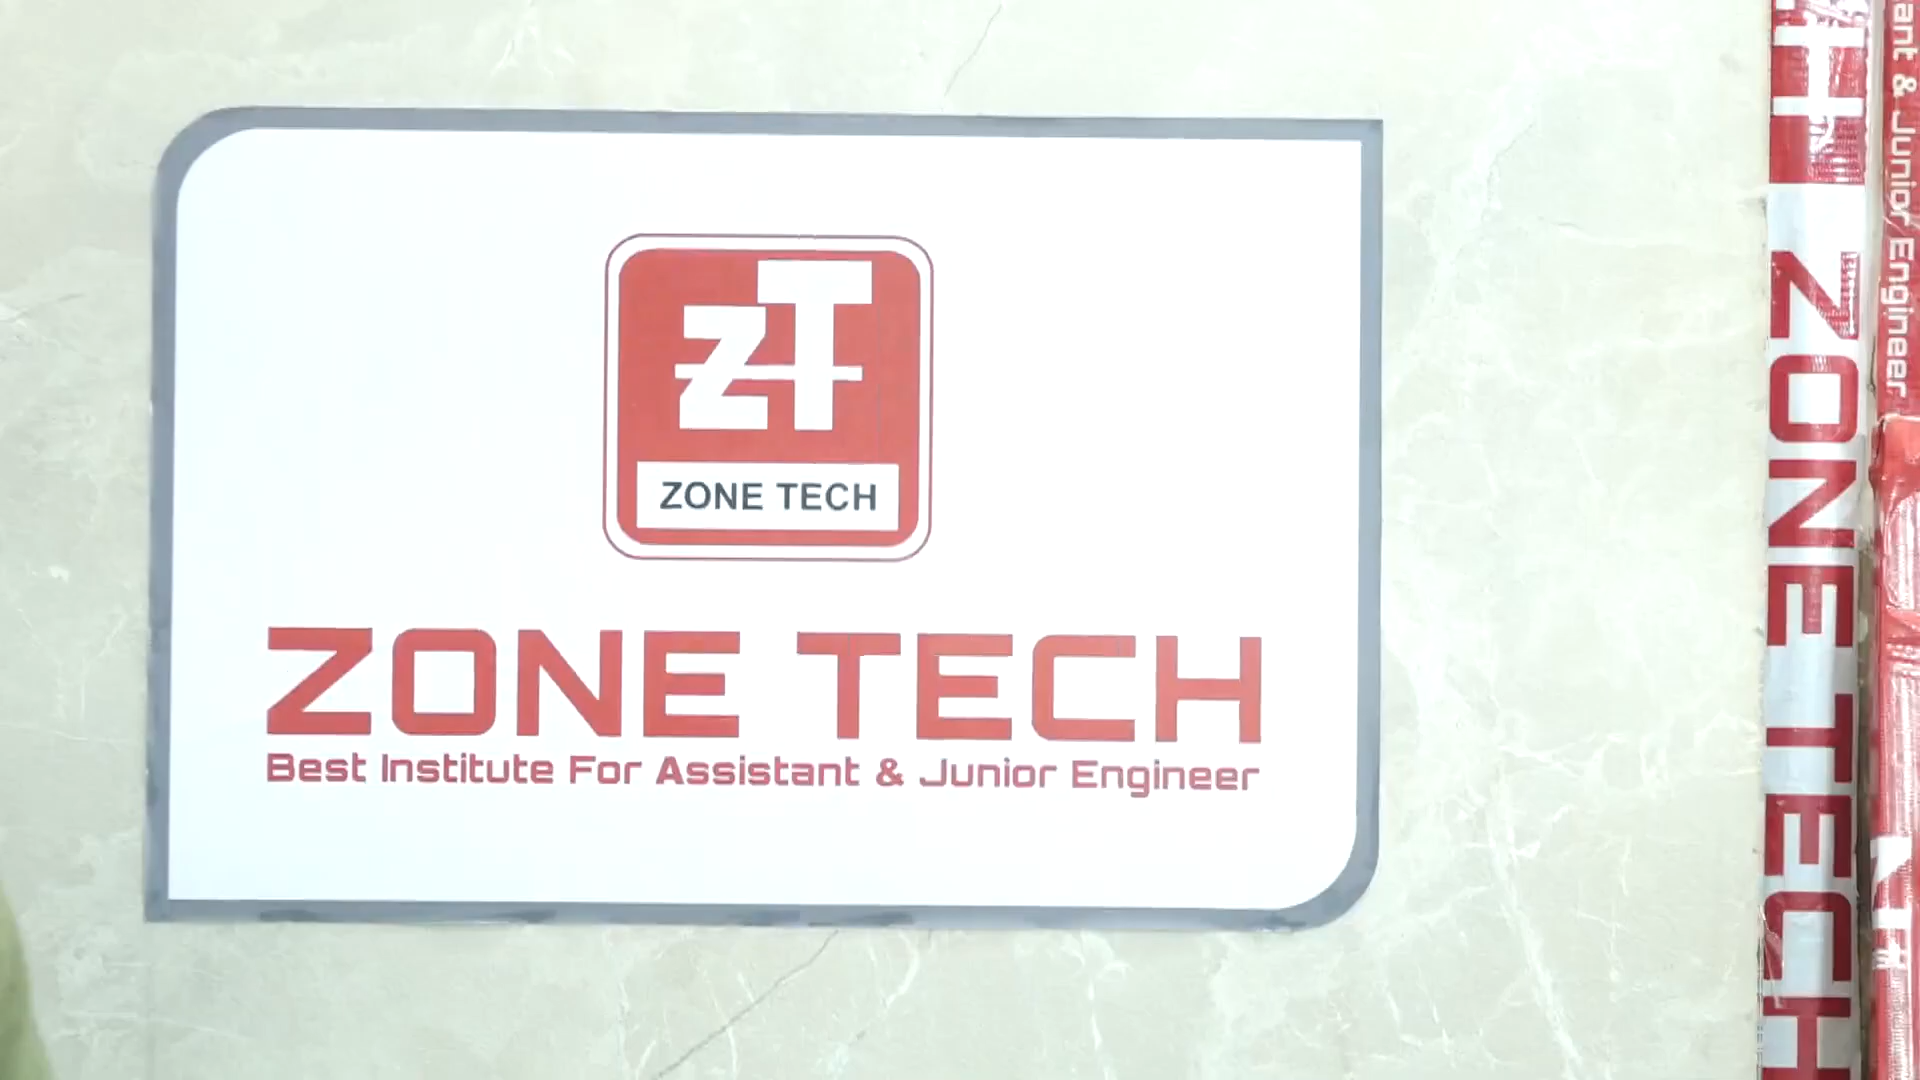 ZT
ZONE TECH
ZONE TECH
Best Institute For Assistant & Junior Engineer
ZONE TECH
ant & Junior Engineer